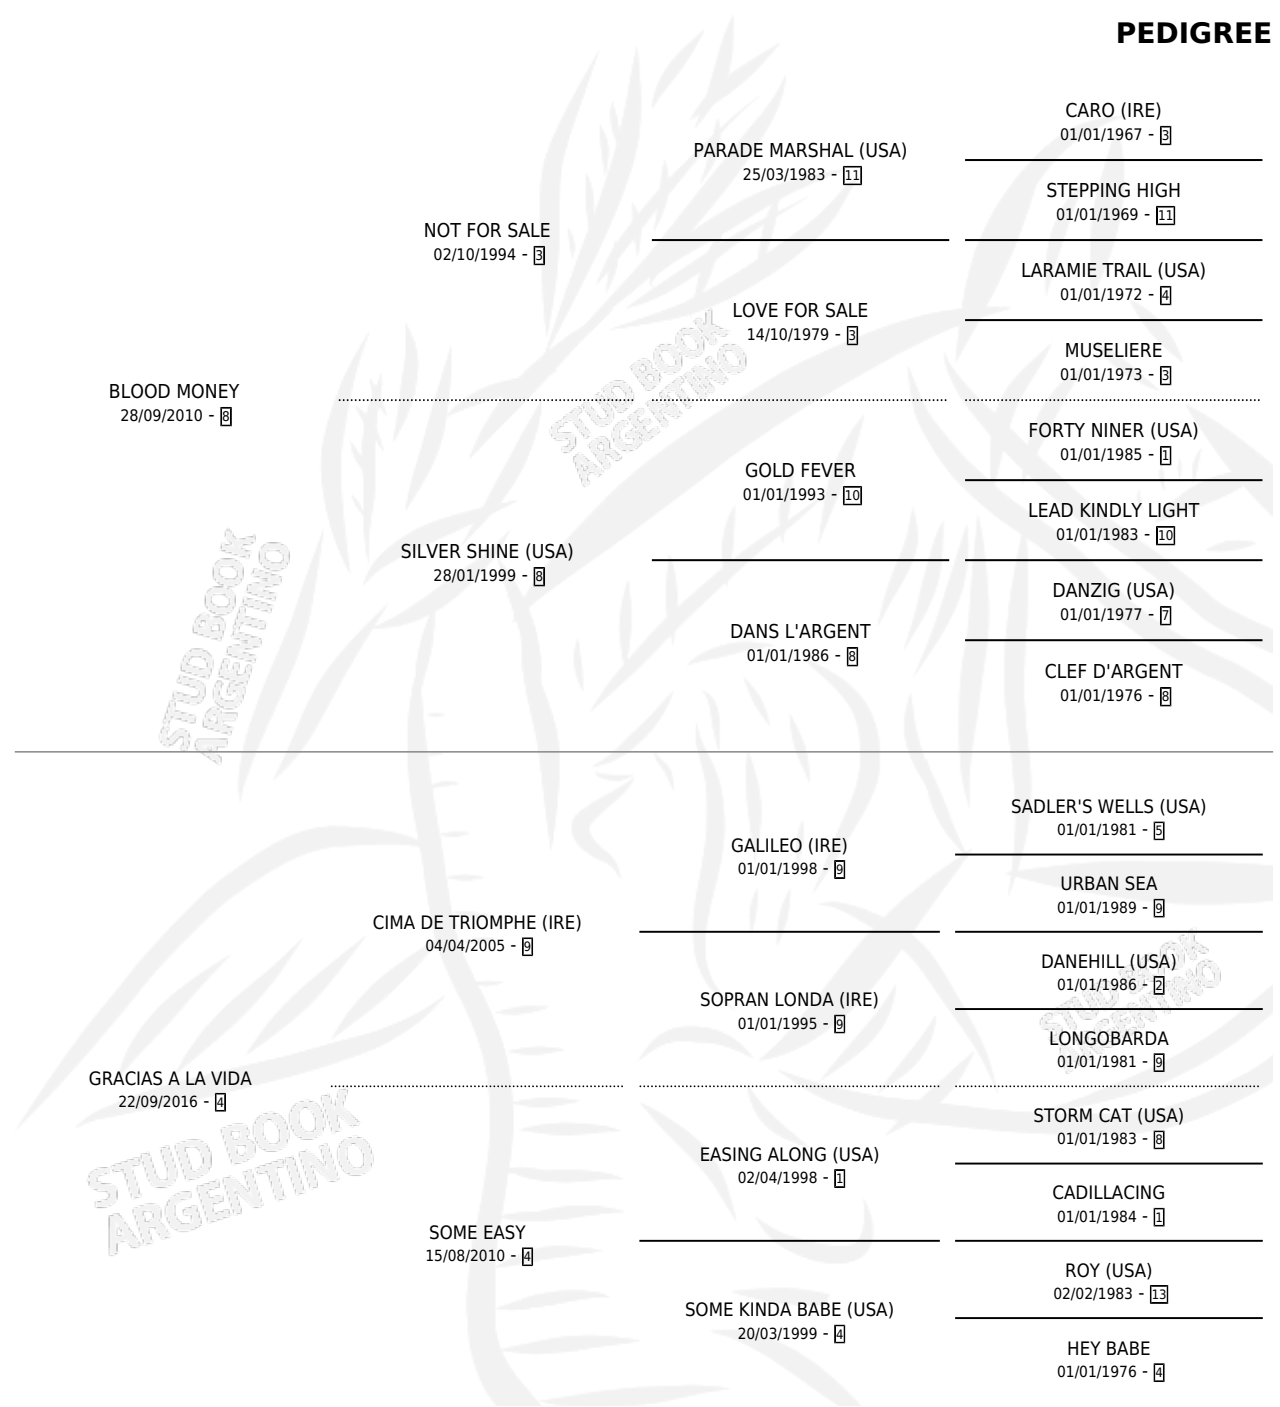 PEDIGREE
CARO (IRE)
01/01/1967 - 3
PARADE MARSHAL (USA)
25/03/1983 - 11
STEPPING HIGH
01/01/1969 - 11
NOT FOR SALE
02/10/1994 - 3
LARAMIE TRAIL (USA)
01/01/1972 - 4
LOVE FOR SALE
14/10/1979 - 3
MUSELIERE
01/01/1973 - 3
BLOOD MONEY
28/09/2010 - 8
FORTY NINER (USA)
01/01/1985 - 1
GOLD FEVER
01/01/1993 - 10
LEAD KINDLY LIGHT
01/01/1983 - 10
SILVER SHINE (USA)
28/01/1999 - 8
DANZIG (USA)
01/01/1977 - 7
DANS L'ARGENT
01/01/1986 - 8
CLEF D'ARGENT
01/01/1976 - 8
STUD BOOK
ARGENTINO
STUD BOOK
ARGENTINO
SADLER'S WELLS (USA)
01/01/1981 - 5
GALILEO (IRE)
01/01/1998 - 9
URBAN SEA
01/01/1989 - 9
CIMA DE TRIOMPHE (IRE)
04/04/2005 - 9
DANEHILL (USA)
01/01/1986 - 2
SOPRAN LONDA (IRE)
01/01/1995 - 9
LONGOBARDA
01/01/1981 - 9
GRACIAS A LA VIDA
22/09/2016 - 4
STORM CAT (USA)
01/01/1983 - 8
EASING ALONG (USA)
02/04/1998 - 1
CADILLACING
01/01/1984 - 1
SOME EASY
15/08/2010 - 4
ROY (USA)
02/02/1983 - 13
SOME KINDA BABE (USA)
20/03/1999 - 4
HEY BABE
01/01/1976 - 4
STUD BOOK
ARGENTINO
STUD BOOK
ARGENTINO